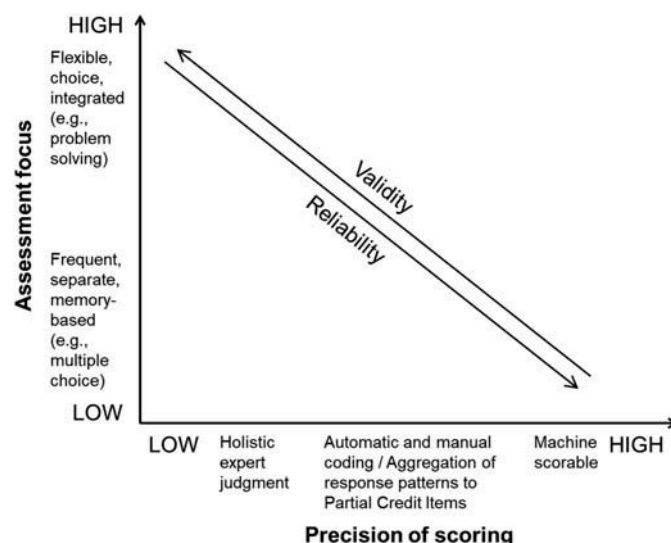 HIGH
Flexible,
choice,
integrated
(e.g.,
problem
solving)
Assessment focus
Validity
Reliability
Frequent,
separate,
memory-
based
(e.g.,
multiple
choice)
LOW
LOW
Holistic
expert
judgment
Automatic and manual
coding / Aggregation of
response patterns to
Partial Credit Items
Machine
scorable
HIGH
Precision of scoring